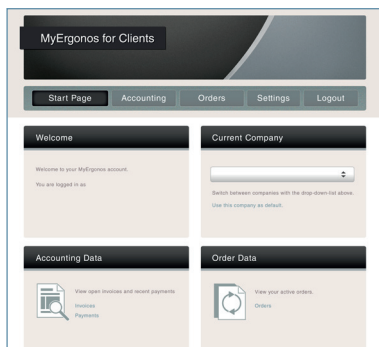 MyErgonos for Clients
Start Page
Accounting
Orders
Settings
Logout
Welcome
Welcome to your MyErgonos account.
You are logged in as
Current Company
Switch between companies with the drop-down-list above.
Use this company as default.
Accounting Data
View open invoices and recent payments
Invoices
Payments
Order Data
View your active orders.
Orders